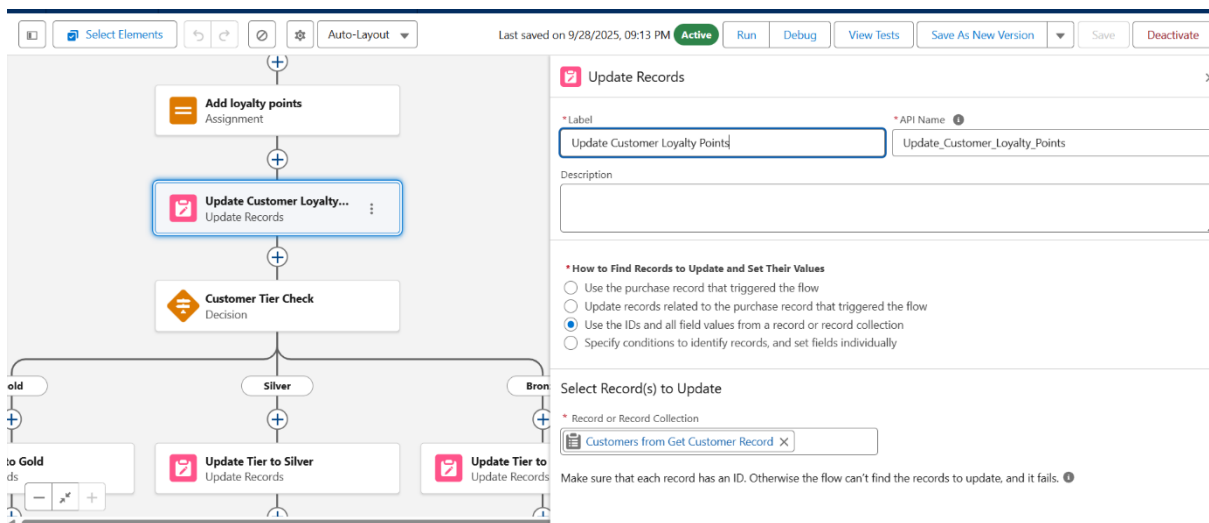 Select Elements
Auto-Layout
Last saved on 9/28/2025, 09:13 PM
Active
Run
Debug
View Tests
Save As New Version
Save
Deactivate
Add loyalty points
Assignment
Update Customer Loyalty...
Update Records
Customer Tier Check
Decision
old
Silver
Bron
to Gold
ds
Update Tier to Silver
Update Records
Update Tier to
Update Records
Update Records
*Label
*API Name
Update Customer Loyalty Points
Update_Customer_Loyalty_Points
Description
*How to Find Records to Update and Set Their Values
Use the purchase record that triggered the flow
Update records related to the purchase record that triggered the flow
Use the IDs and all field values from a record or record collection
Specify conditions to identify records, and set fields individually
Select Record(s) to Update
* Record or Record Collection
Customers from Get Customer Record
Make sure that each record has an ID. Otherwise the flow can't find the records to update, and it fails.